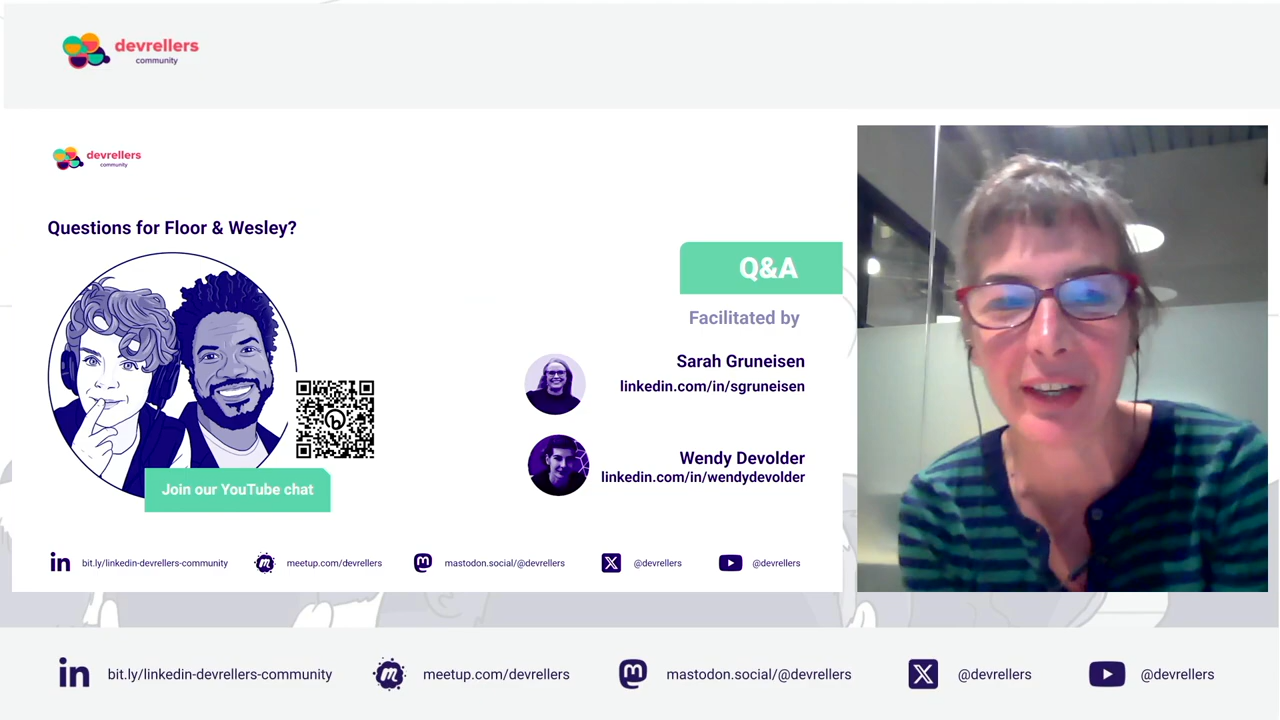 devrellers
community
devrellers
community
Questions for Floor & Wesley?
Join our YouTube chat
Q&A
Facilitated by
Sarah Gruneisen
linkedin.com/in/sgruneisen
Wendy Devolder
linkedin.com/in/wendydevolder
in bit.ly/linkedin-devrellers-community m meetup.com/devrellers m mastodon.social/@devrellers X @devrellers @devrellers
in bit.ly/linkedin-devrellers-community m meetup.com/devrellers m mastodon.social/@devrellers X @devrellers @devrellers